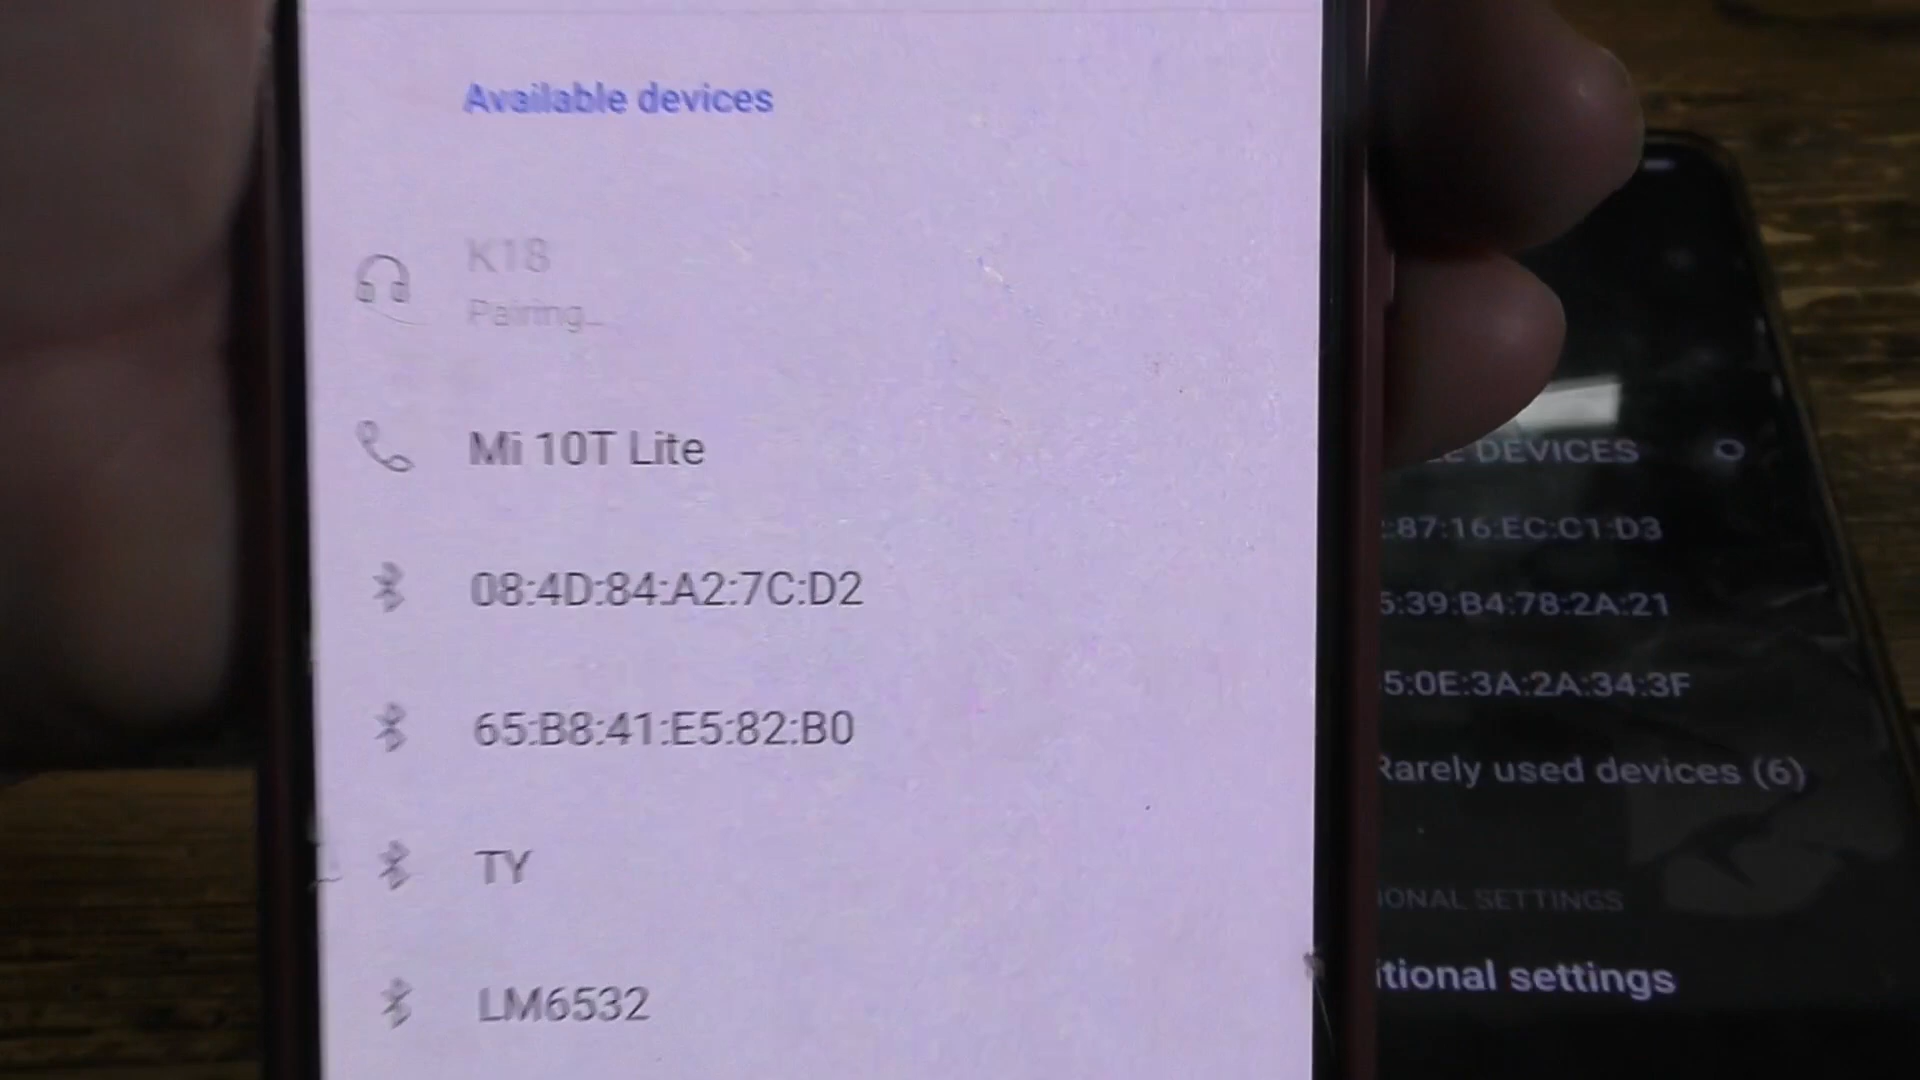 Available devices
K18
Pairing...
Mi 10T Lite
08:4D:84:A2:7C:D2
65:B8:41:E5:82:B0
TY
LM6532
DEVICES
:87:16:EC:C1:D3
5:39:B4:78:2A:21
5:0E:3A:2A:34:3F
Rarely used devices (6)
IONAL SETTINGS
itional settings